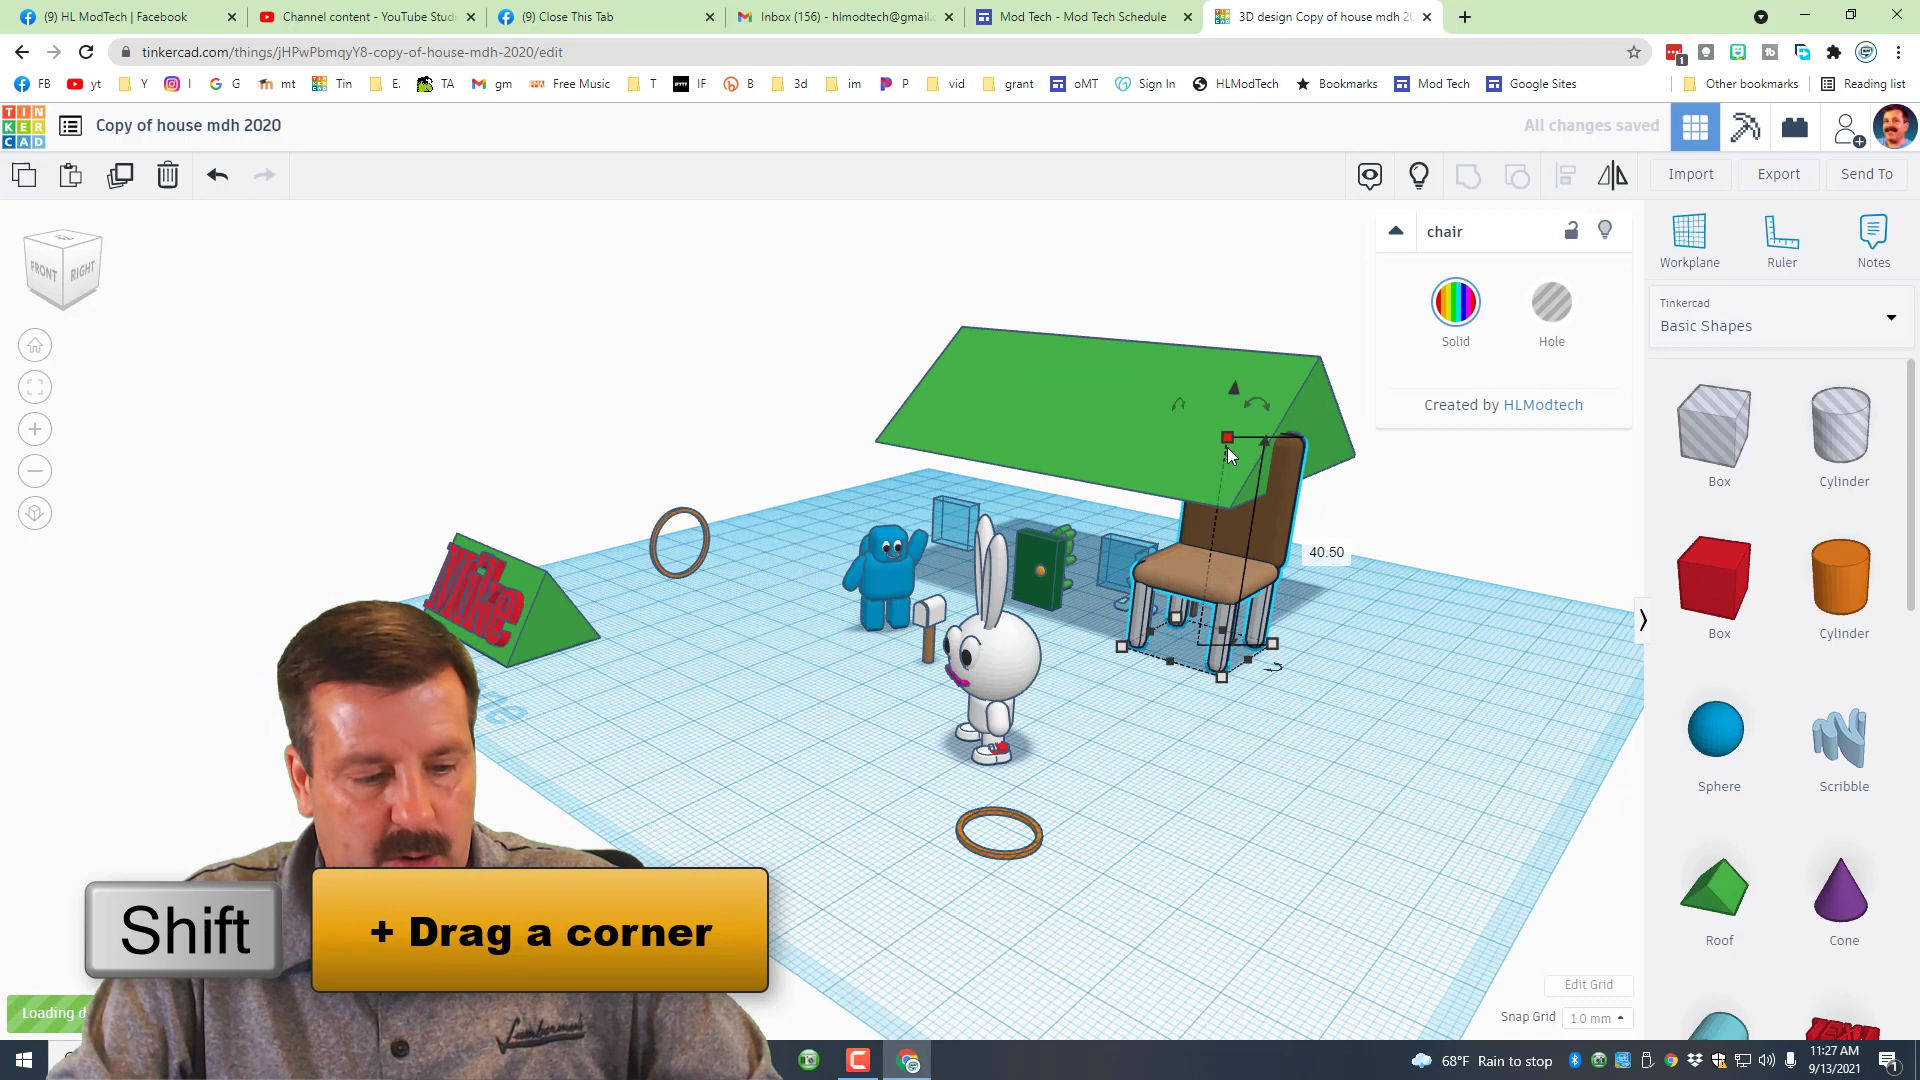 (9) HL ModTech | Facebook
Channel content - YouTube Studi
(9) Close This Tab
Inbox (156) - hlmodtech@gmail.c
Mod Tech - Mod Tech Schedule
3D design Copy of house mdh 20
tinkercad.com/things/jHPwPbmqyY8-copy-of-house-mdh-2020/edit
1
FB
yt
Y
I
G
mt
Tin
E.
TA
gm
Free Music
T
IF
B
3d
im
P
vid
grant
oMT
Sign In
HLModTech
Bookmarks
Mod Tech
Google Sites
Other bookmarks
Reading list
TIN
KER
CAD
Copy of house mdh 2020
All changes saved
Import
Export
Send To
FRONT
RIGHT
chair
Solid
Hole
Created by HLModtech
Workplane
Ruler
Notes
Tinkercad
Basic Shapes
Box
Cylinder
Box
Cylinder
Sphere
Scribble
Roof
Cone
40.50
Mike
Shift
+ Drag a corner
Loading d
Edit Grid
Snap Grid
1.0 mm
68°F Rain to stop
11:27 AM
9/13/2021
1